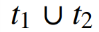 t₁ ∪ t₂